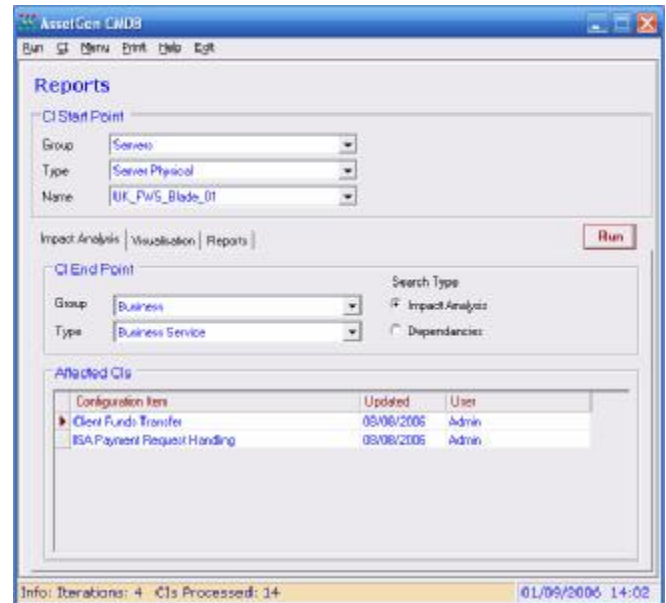 AssetGen CMDB
Run CI Menu Print Help Exit
Reports
CI Start Point
Group Servers
Type Server Physical
Name UK_PWS_Blade_01
Impact Analysis Visualisation Reports Run
CI End Point
Search Type
Group Business Impact Analysis
Type Business Service Dependancies
Affected CIs
Configuration Item Updated User
Client Funds Transfer 08/08/2006 Admin
ISA Payment Request Handling 08/08/2006 Admin
Info: Iterations: 4 CIs Processed: 14 01/09/2006 14:02